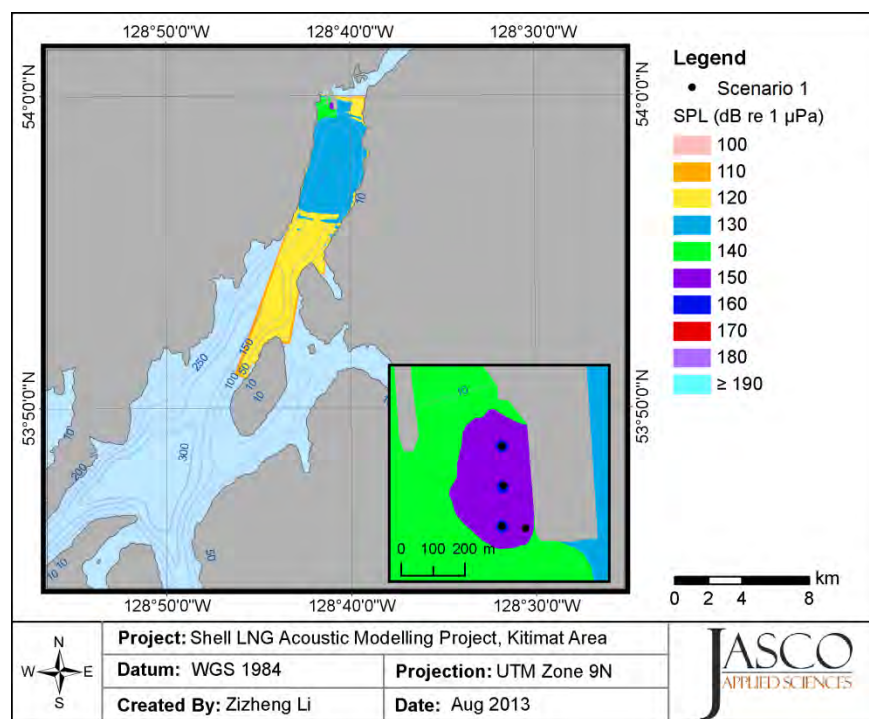 128°50'0"W 128°40'0"W 128°30'0"W
54°0'0"N 54°0'0"N
10
150
250
100
50
10
10
300
200
10
10
10
50
10
53°50'0"N 53°50'0"N
10
0 100 200 m
128°50'0"W 128°40'0"W 128°30'0"W
Legend
Scenario 1
SPL (dB re 1 µPa)
100
110
120
130
140
150
160
170
180
≥ 190
km
0 2 4 8
N
W E
S
Project: Shell LNG Acoustic Modelling Project, Kitimat Area
Datum: WGS 1984 Projection: UTM Zone 9N
Created By: Zizheng Li Date: Aug 2013
JASCO
APPLIED SCIENCES